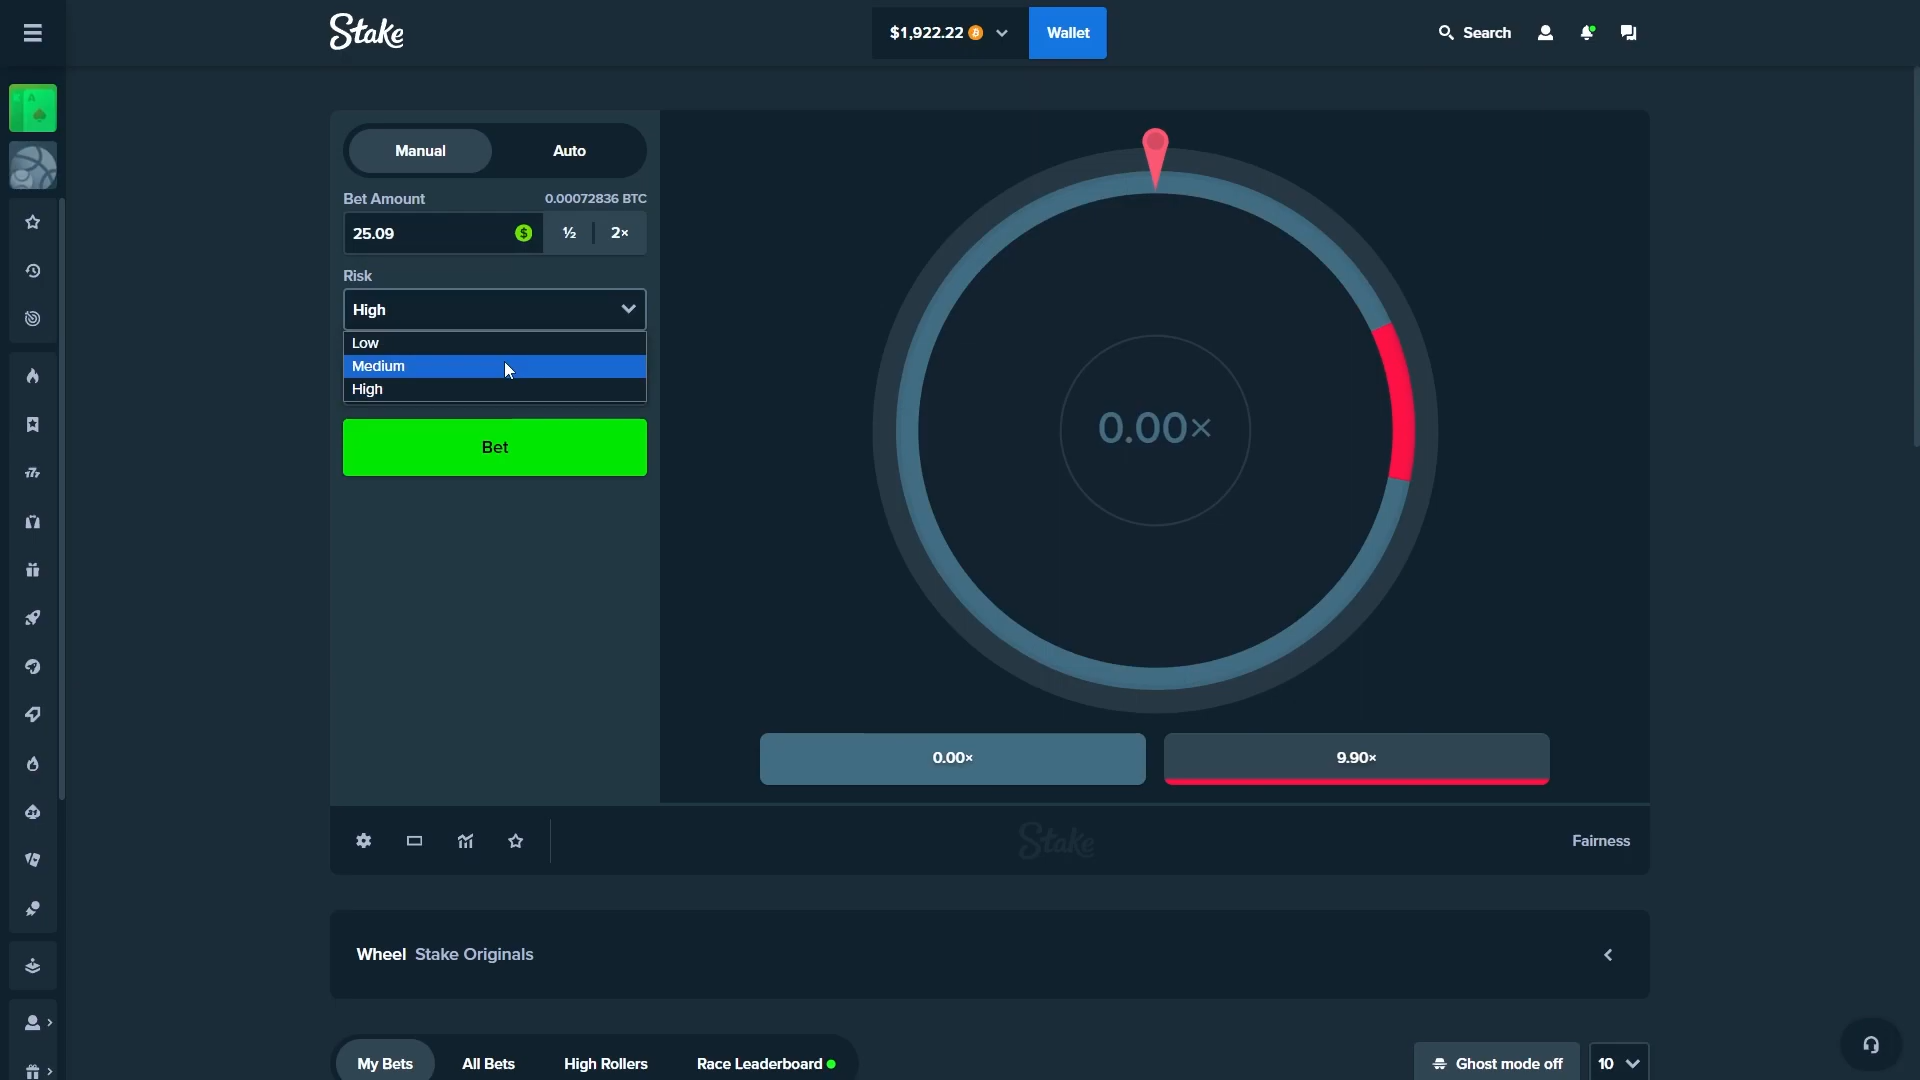 Stake
$1,922.22
Wallet
Search
Manual
Auto
Bet Amount
0.00072836 BTC
25.09
½
2×
Risk
High
Low
Medium
High
Bet
0.00×
0.00×
9.90×
Stake
Fairness
Wheel Stake Originals
My Bets
All Bets
High Rollers
Race Leaderboard
Ghost mode off
10